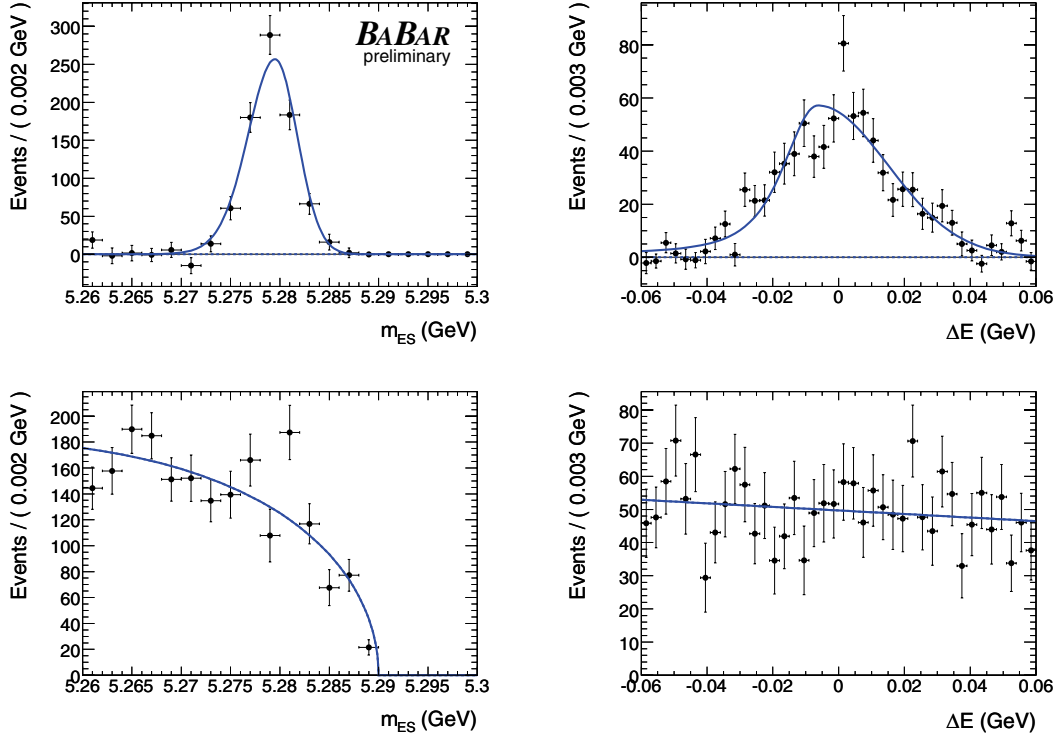 Events / ( 0.002 GeV )
300
250
200
150
100
50
0
5.26 5.265 5.27 5.275 5.28 5.285 5.29 5.295 5.3
m_ES (GeV)
BABAR
preliminary
Events / ( 0.003 GeV )
80
60
40
20
0
-0.06 -0.04 -0.02 0 0.02 0.04 0.06
ΔE (GeV)
Events / ( 0.002 GeV )
200
180
160
140
120
100
80
60
40
20
0
5.26 5.265 5.27 5.275 5.28 5.285 5.29 5.295 5.3
m_ES (GeV)
Events / ( 0.003 GeV )
80
70
60
50
40
30
20
10
0
-0.06 -0.04 -0.02 0 0.02 0.04 0.06
ΔE (GeV)